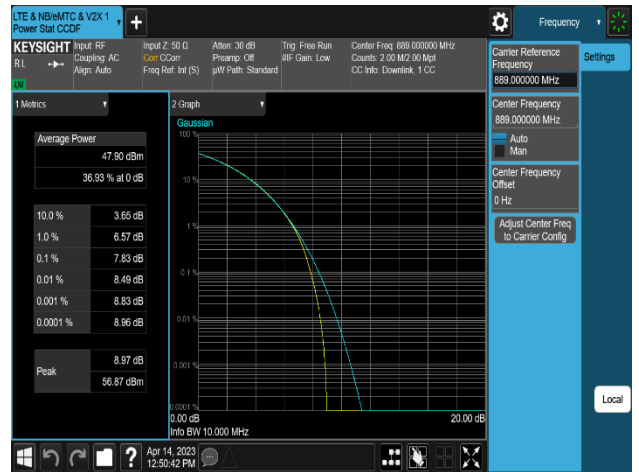 LTE & NB/eMTC & V2X 1
Power Stat CCDF
Frequency
KEYSIGHT
RL
LW
Input: RF
Coupling: AC
Align: Auto
Input Z: 50 Ω
Corr CCorr
Freq Ref: Int (S)
Atten: 30 dB
Preamp: Off
µW Path: Standard
Trig: Free Run
#IF Gain: Low
Center Freq: 889.000000 MHz
Counts: 2.00 M/2.00 Mpt
CC Info: Downlink, 1 CC
1 Metrics
Average Power
47.90 dBm
36.93 % at 0 dB
10.0 % 3.65 dB
1.0 % 6.57 dB
0.1 % 7.83 dB
0.01 % 8.49 dB
0.001 % 8.83 dB
0.0001 % 8.96 dB
Peak
8.97 dB
56.87 dBm
2 Graph
Gaussian
100 %
10 %
1 %
0.1 %
0.01 %
0.001 %
0.0001 %
0.00 dB 20.00 dB
Info BW 10.000 MHz
Carrier Reference
Frequency
889.000000 MHz
Center Frequency
889.000000 MHz
Auto
Man
Center Frequency
Offset
0 Hz
Adjust Center Freq
to Carrier Config
Settings
Local
?
Apr 14, 2023
12:50:42 PM